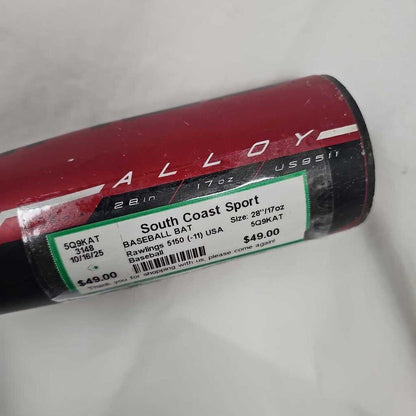 ALLOY
28in / 17oz / US9511
South Coast Sport
5Q9KAT
3148
10/16/25
$49.00
BASEBALL BAT
Rawlings 5150 (-11) USA
Baseball
Size: 28"/17oz
5Q9KAT
$49.00
Thank you for shopping with us, please come again!